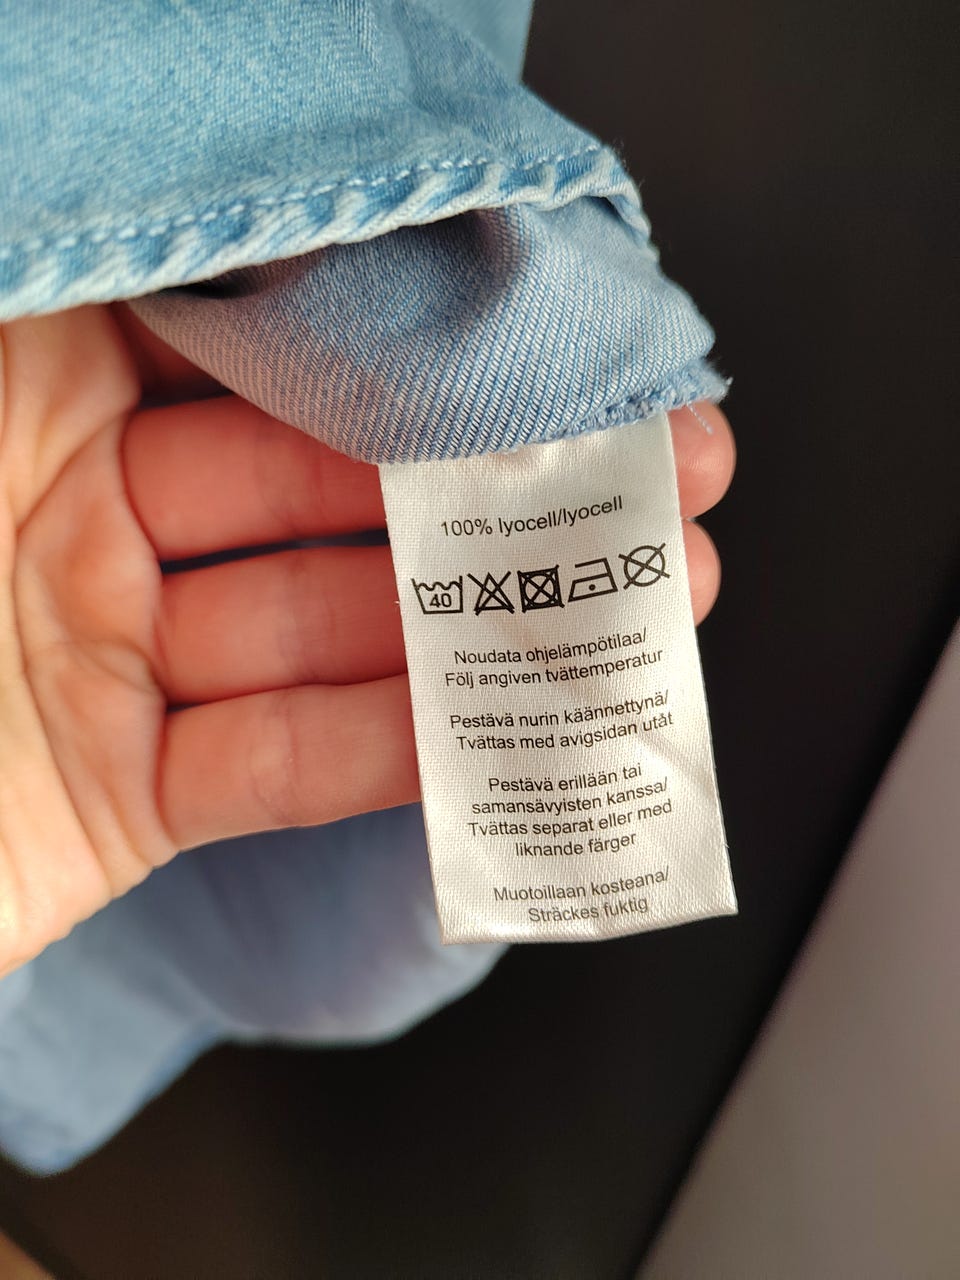 100% lyocell/lyocell
40
Noudata ohjelämpötilaa/
Följ angiven tvättemperatur
Pestävä nurin käännettynä/
Tvättas med avigsidan utåt
Pestävä erillään tai
samansävyisten kanssa/
Tvättas separat eller med
liknande färger
Muotoillaan kosteana/
Sträckes fuktig